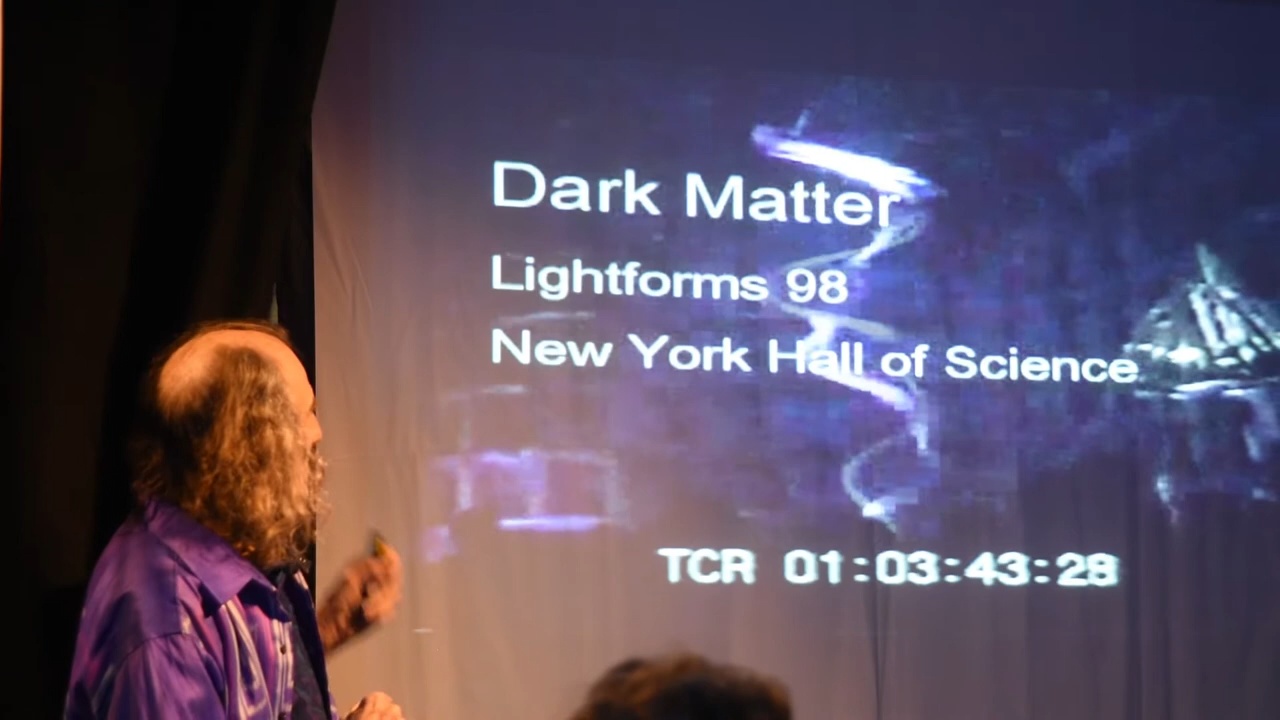 Dark Matter
Lightforms 98
New York Hall of Science
TCR 01:03:43:28